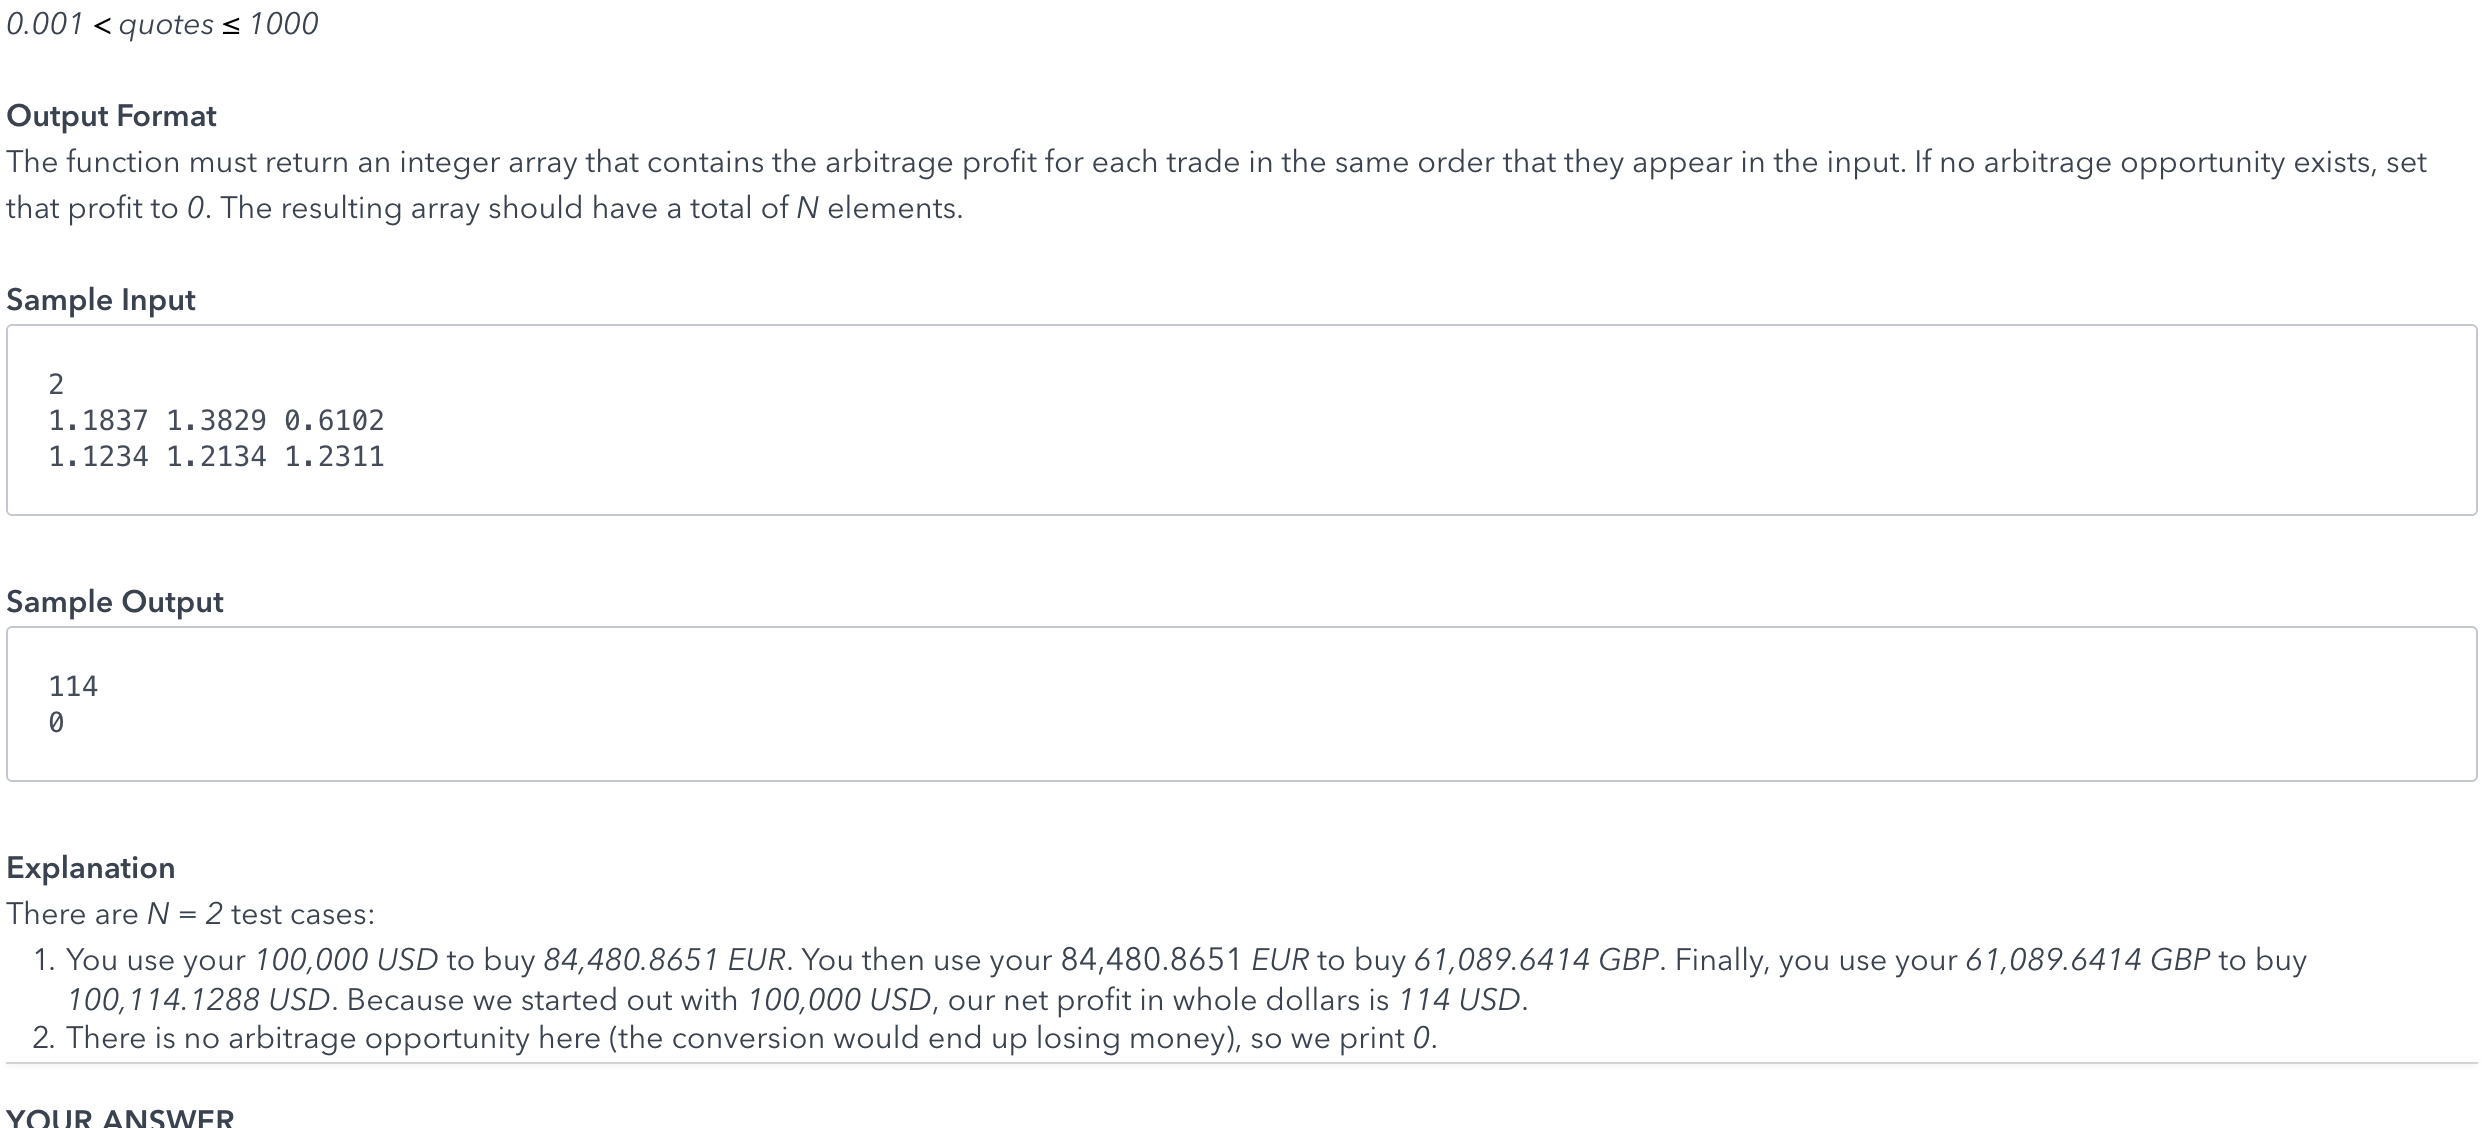 0.001 < quotes ≤ 1000
Output Format
The function must return an integer array that contains the arbitrage profit for each trade in the same order that they appear in the input. If no arbitrage opportunity exists, set
that profit to 0. The resulting array should have a total of N elements.
Sample Input
2
1.1837 1.3829 0.6102
1.1234 1.2134 1.2311
Sample Output
114
0
Explanation
There are N = 2 test cases:
1. You use your 100,000 USD to buy 84,480.8651 EUR. You then use your 84,480.8651 EUR to buy 61,089.6414 GBP. Finally, you use your 61,089.6414 GBP to buy
100,114.1288 USD. Because we started out with 100,000 USD, our net profit in whole dollars is 114 USD.
2. There is no arbitrage opportunity here (the conversion would end up losing money), so we print 0.
YOUR ANSWER